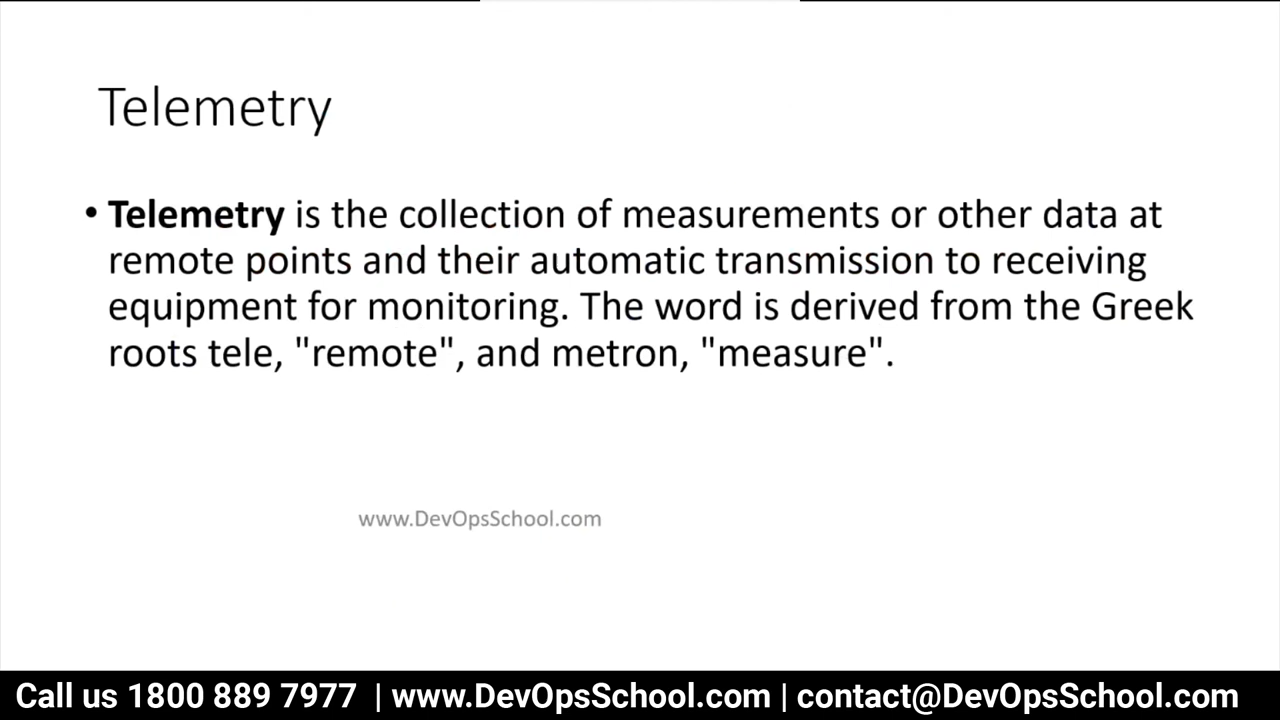 Telemetry
• Telemetry is the collection of measurements or other data at
remote points and their automatic transmission to receiving
equipment for monitoring. The word is derived from the Greek
roots tele, "remote", and metron, "measure".
www.DevOpsSchool.com
Call us 1800 889 7977 | www.DevOpsSchool.com | contact@DevOpsSchool.com